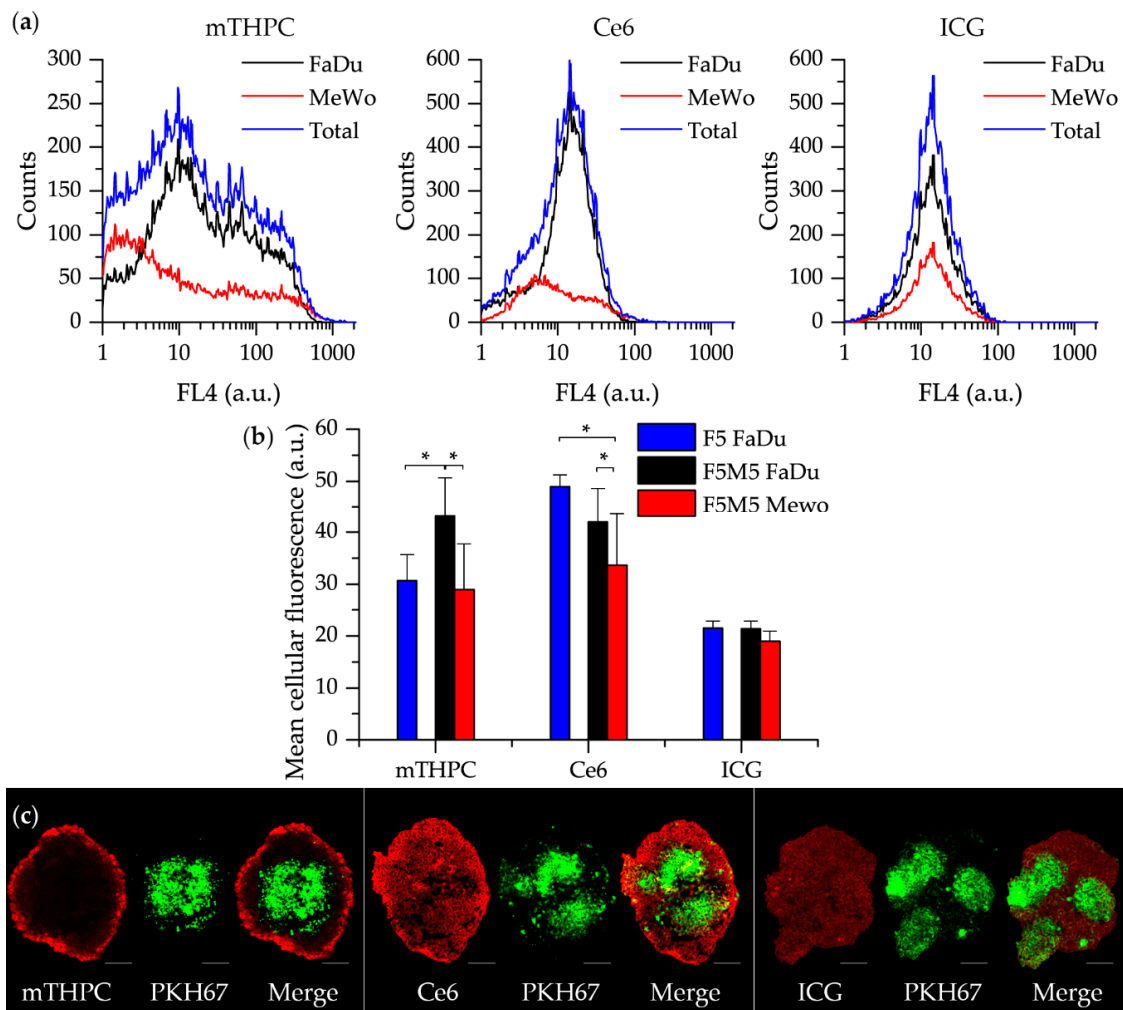 (a)
mTHPC
Ce6
ICG
300
250
200
150
100
50
0
Counts
FaDu
MeWo
Total
1
10
100
1000
FL4 (a.u.)
600
500
400
300
200
100
0
Counts
FaDu
MeWo
Total
1
10
100
1000
FL4 (a.u.)
600
500
400
300
200
100
0
Counts
FaDu
MeWo
Total
1
10
100
1000
FL4 (a.u.)
(b)
Mean cellular fluorescence (a.u.)
60
50
40
30
20
10
0
*
*
*
*
F5 FaDu
F5M5 FaDu
F5M5 Mewo
mTHPC
Ce6
ICG
(c)
mTHPC
PKH67
Merge
Ce6
PKH67
Merge
ICG
PKH67
Merge